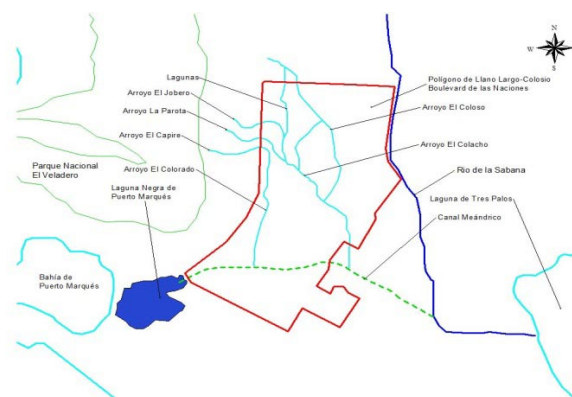 N
W
E
S
Lagunas
Arroyo El Jobero
Arroyo La Parota
Arroyo El Capire
Parque Nacional
El Veladero
Arroyo El Colorado
Laguna Negra de
Puerto Marqués
Bahía de
Puerto Marqués
Polígono de Llano Largo-Colosio
Boulevard de las Naciones
Arroyo El Coloso
Arroyo El Colacho
Rio de la Sabana
Laguna de Tres Palos
Canal Meándrico